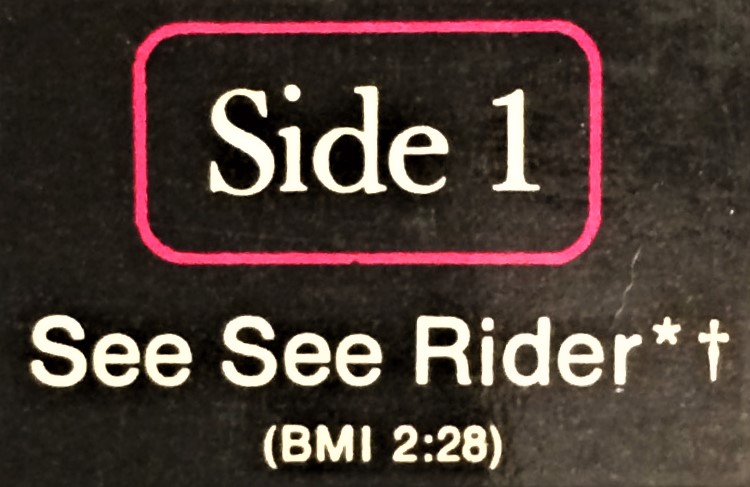 Side 1
See See Rider*†
(BMI 2:28)